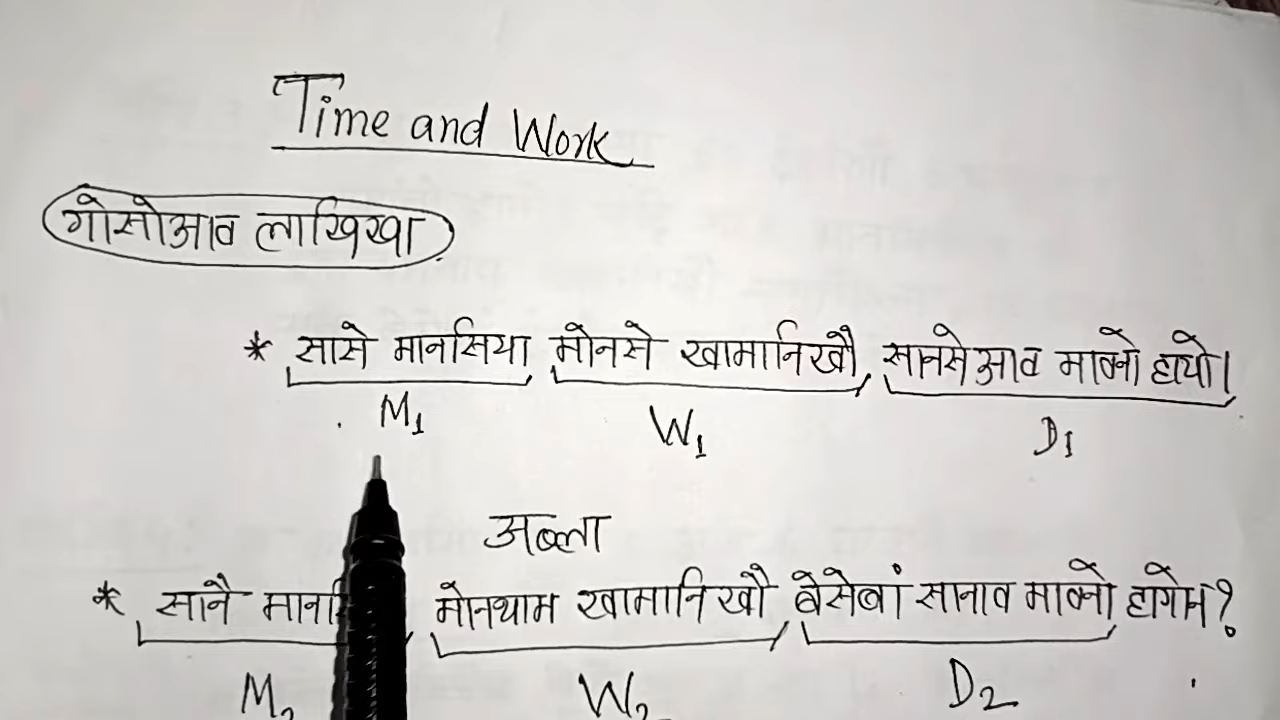 Time and Work
गोसोआव लाखिखा
* सासे मानसिया मोनसे खामानिखौ सानसेआव मावनो हायो।
M₁ W₁ D₁
अब्ला
* सानै मोनथाम खामानिखौ बेसेबां सानाव मावनो हागोन?
M₂ W₂ D₂